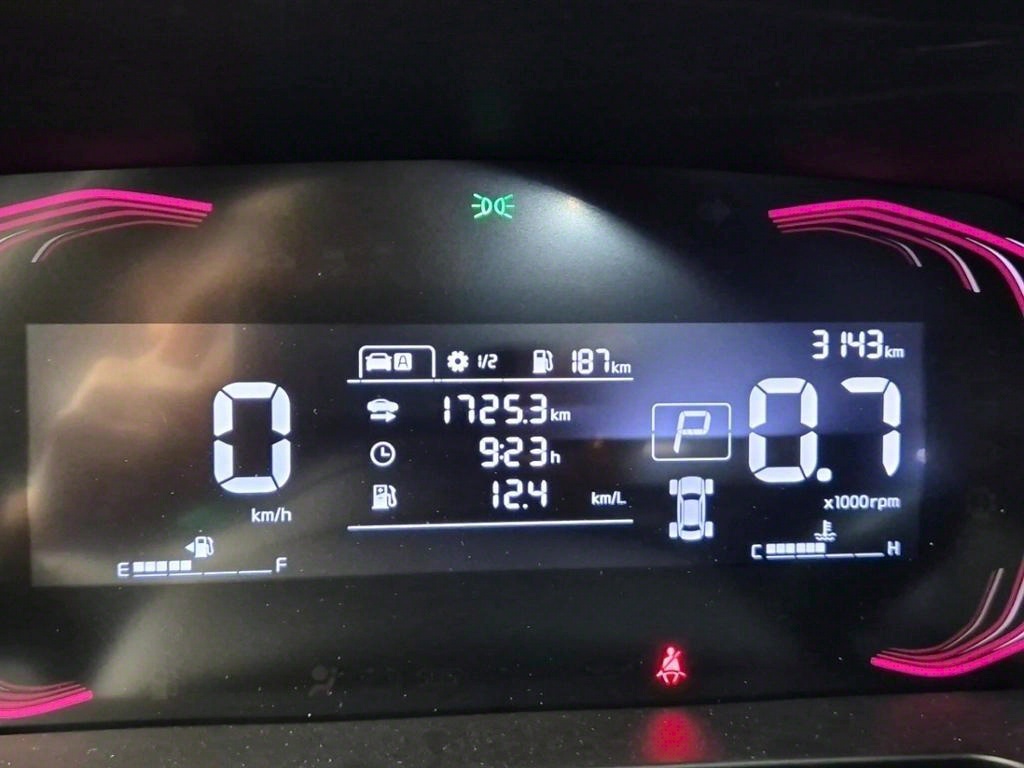 3143km
A 1/2 187km
1725.3km
9:23h
12.4 km/L
0
km/h
P
0.7
x1000rpm
E F
C H